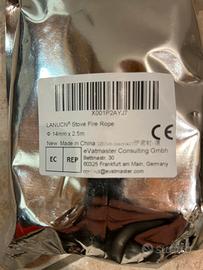 X001P2AYJ7
LANUCN® Stove Fire Rope
Φ 14mm x 2.5m
New Made in China
EC REP
eVatmaster Consulting GmbH
Bettinastr. 30
60325 Frankfurt am Main, Germany
subito